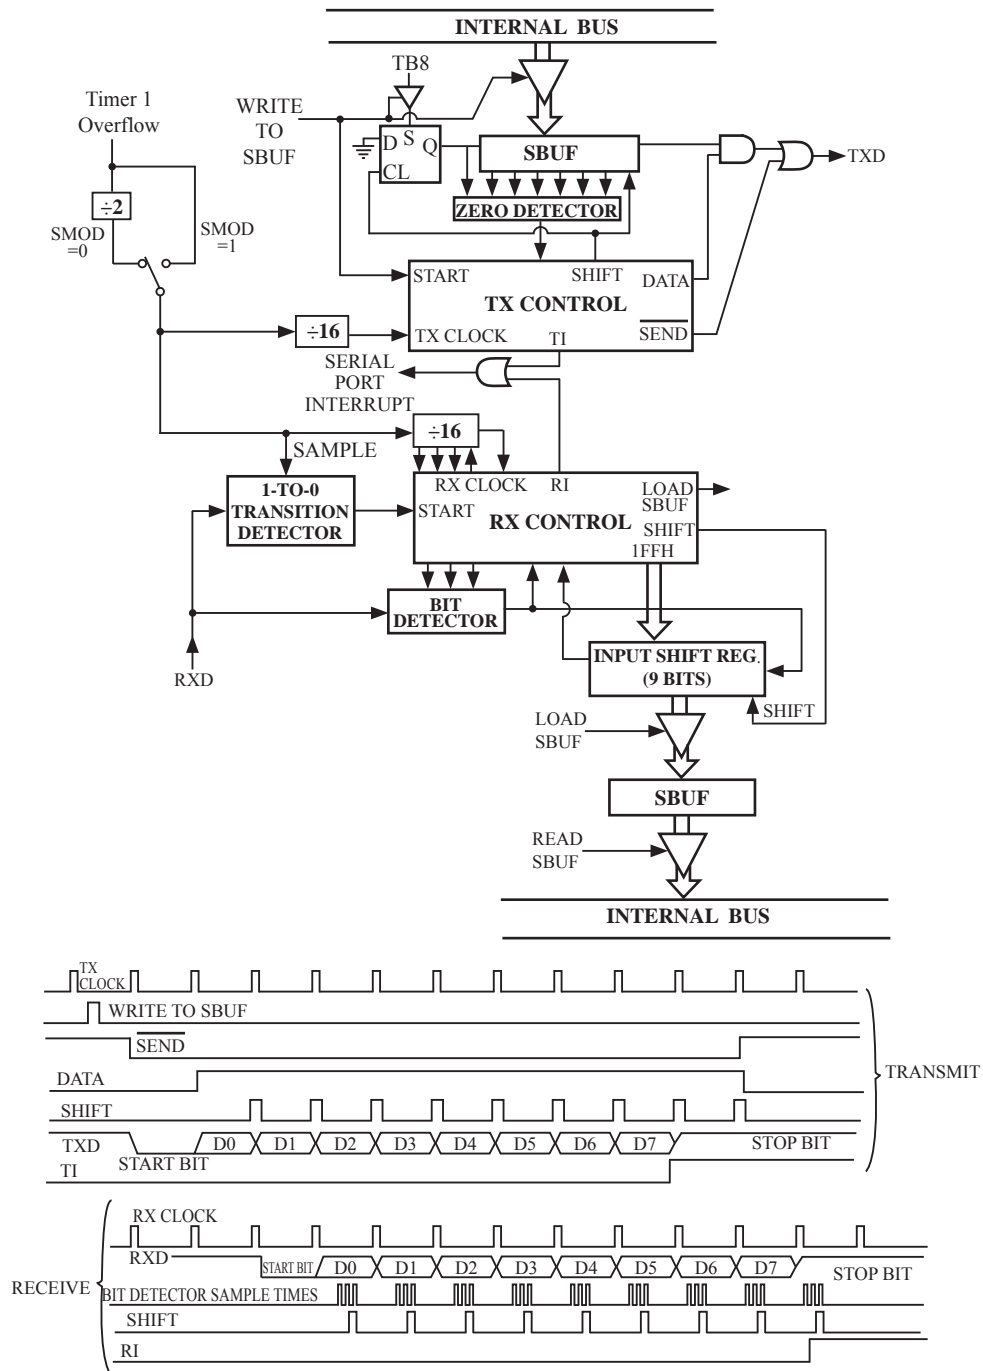 INTERNAL BUS
TB8
Timer 1
Overflow
WRITE
TO
SBUF
D S Q
CL
SBUF
TXD
÷2
ZERO DETECTOR
SMOD
=0
SMOD
=1
START
SHIFT
DATA
TX CONTROL
÷16
TX CLOCK
TI
SEND
SERIAL
PORT
INTERRUPT
÷16
SAMPLE
RX CLOCK
RI
LOAD
SBUF
1-TO-0
TRANSITION
DETECTOR
START
RX CONTROL
SHIFT
1FFH
BIT
DETECTOR
RXD
INPUT SHIFT REG.
(9 BITS)
SHIFT
LOAD
SBUF
SBUF
READ
SBUF
INTERNAL BUS
TX
CLOCK
WRITE TO SBUF
SEND
DATA
TRANSMIT
SHIFT
TXD
D0 D1 D2 D3 D4 D5 D6 D7
STOP BIT
START BIT
TI
RX CLOCK
RXD
START BIT
D0 D1 D2 D3 D4 D5 D6 D7
STOP BIT
RECEIVE
BIT DETECTOR SAMPLE TIMES
SHIFT
RI